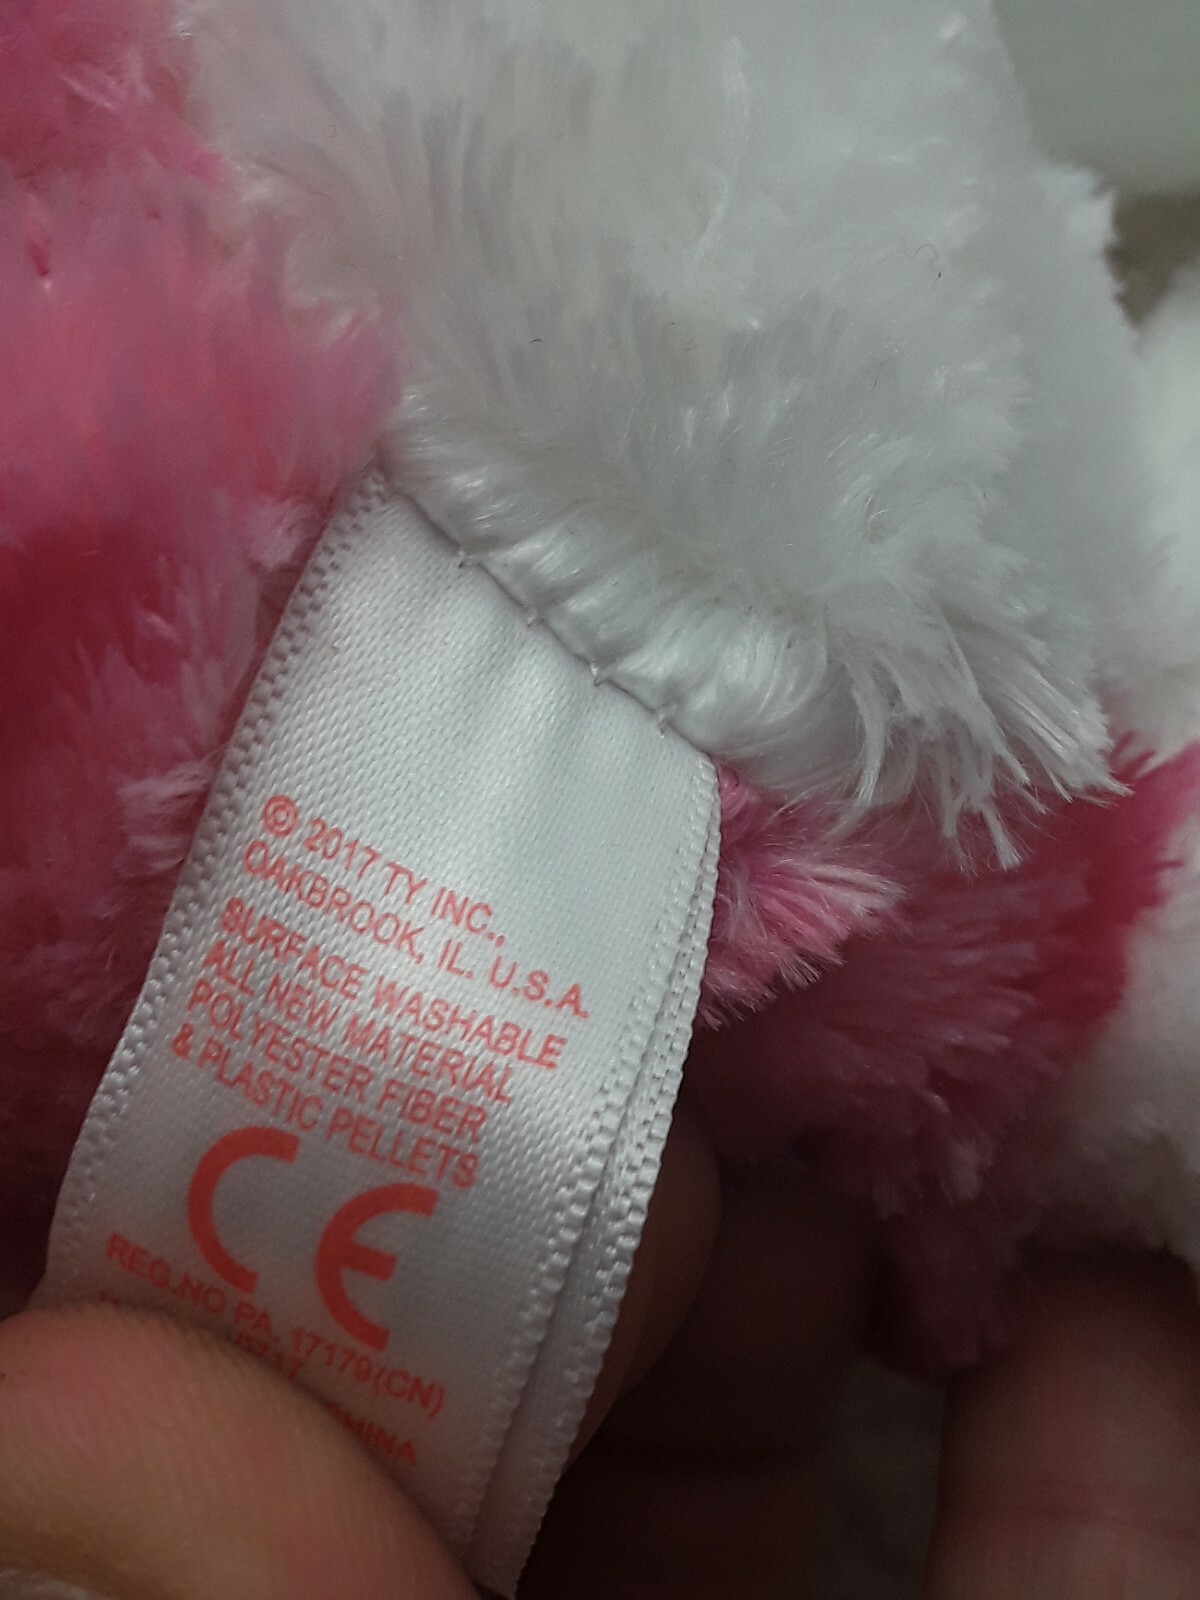 © 2017 TY INC.,
OAKBROOK, IL. U.S.A.
SURFACE WASHABLE
ALL NEW MATERIAL
POLYESTER FIBER
& PLASTIC PELLETS
CE
REG.NO PA. 17179(CN)
CHINA